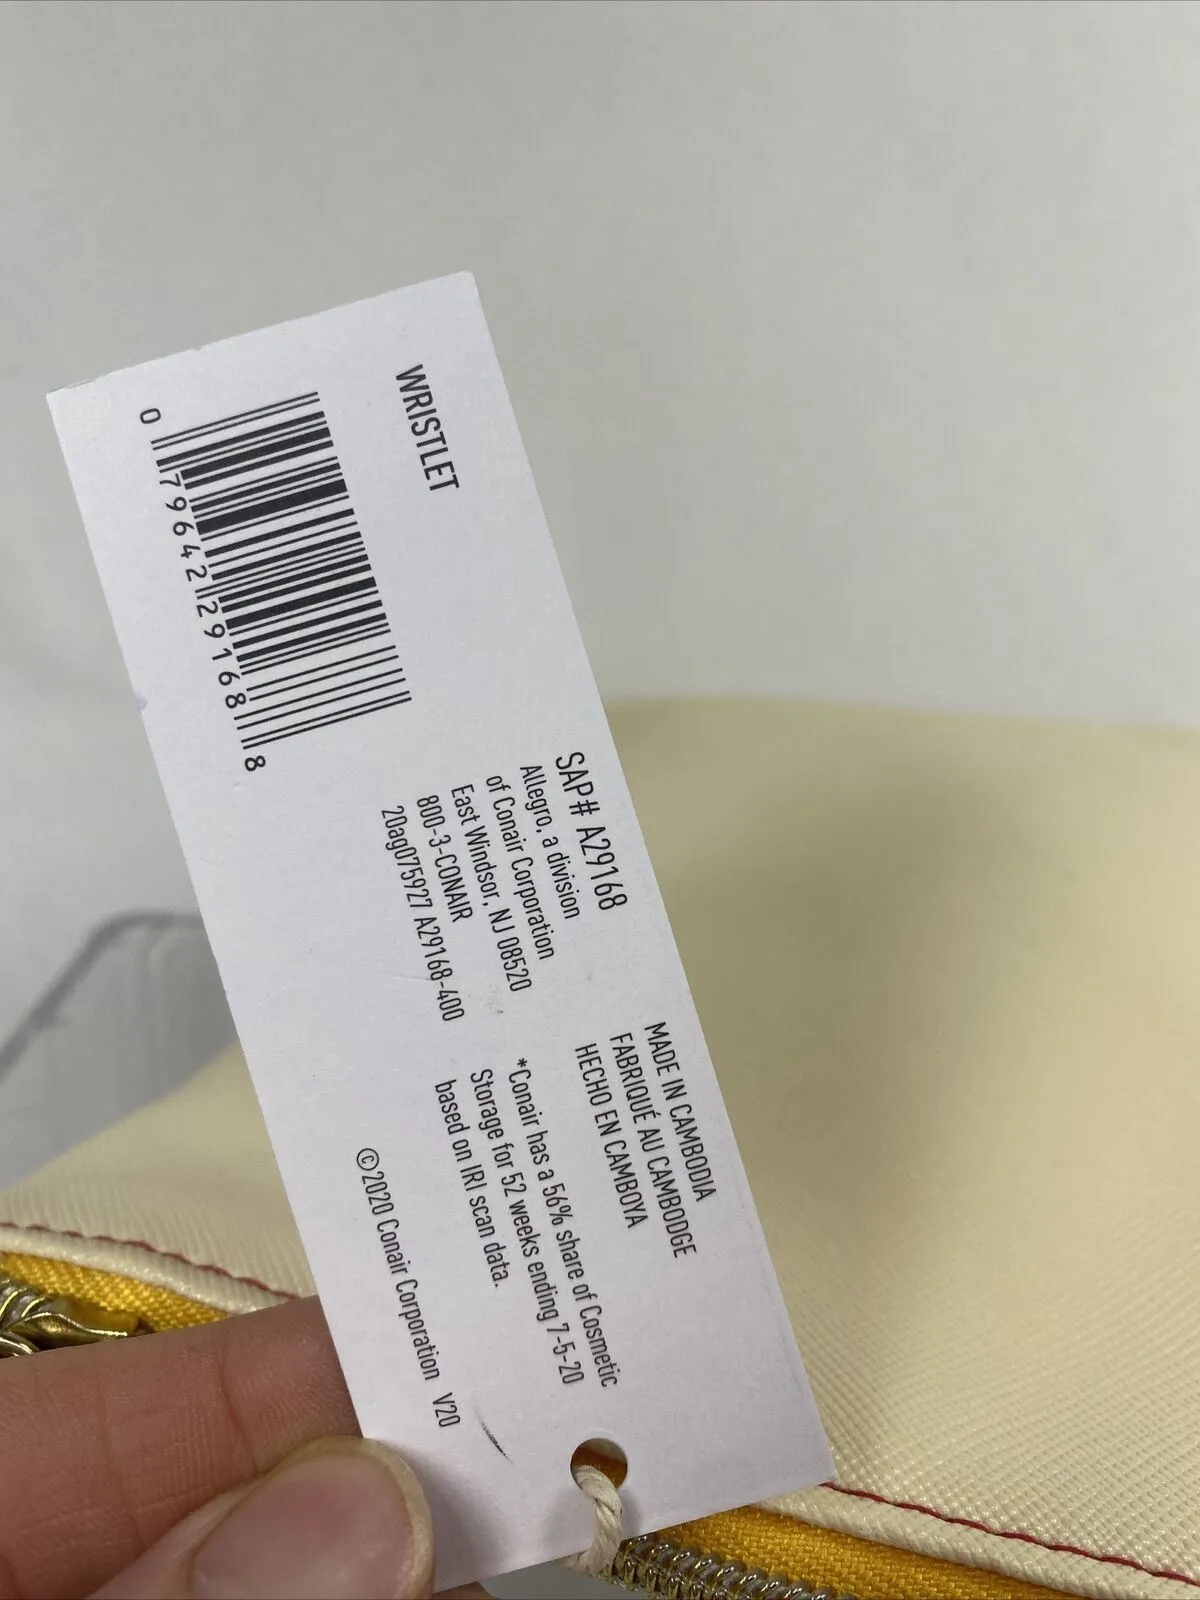 WRISTLET
0 79642 29168 8
SAP# A29168
Allegro, a division
of Conair Corporation
East Windsor, NJ 08520
800-3-CONAIR
20ag075927 A29168-400
MADE IN CAMBODIA
FABRIQUÉ AU CAMBODGE
HECHO EN CAMBOYA
*Conair has a 56% share of Cosmetic
Storage for 52 weeks ending 7-5-20
based on IRI scan data.
©2020 Conair Corporation V20